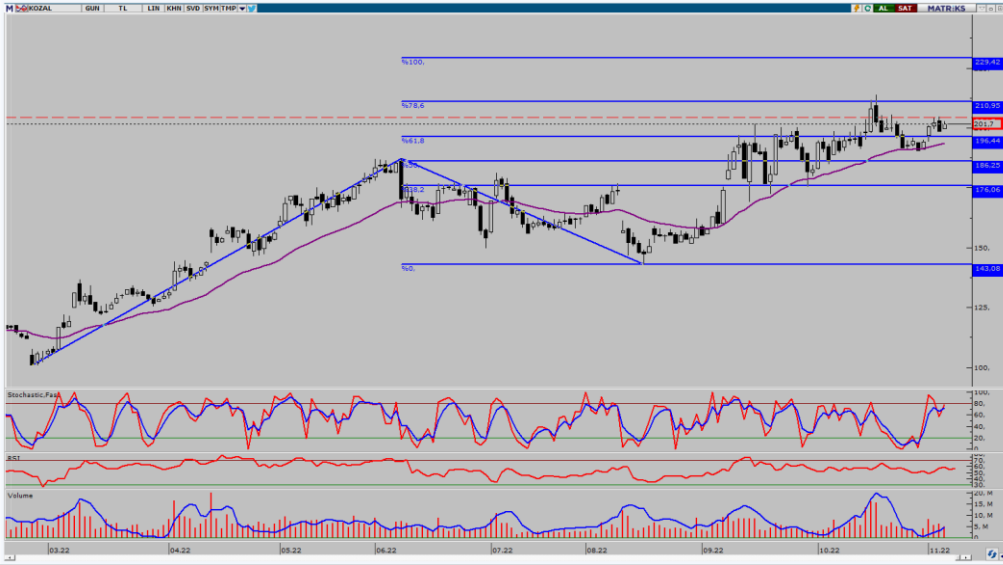 M KOZAL GUN TL LIN KHN SVD SYM TMP AL SAT MATRIKS
%100.
229.42
%78,6
210.95
201,7
%61,8
196.44
186.25
%38,2
176.06
150.
%0.
143.08
125.
100.
Stochastic,Fast
100.
80.
60.
40.
20.
RSI
70.
60.
50.
40.
30.
Volume
20, M
15, M
10, M
5, M
03.22 04.22 05.22 06.22 07.22 08.22 09.22 10.22 11.22